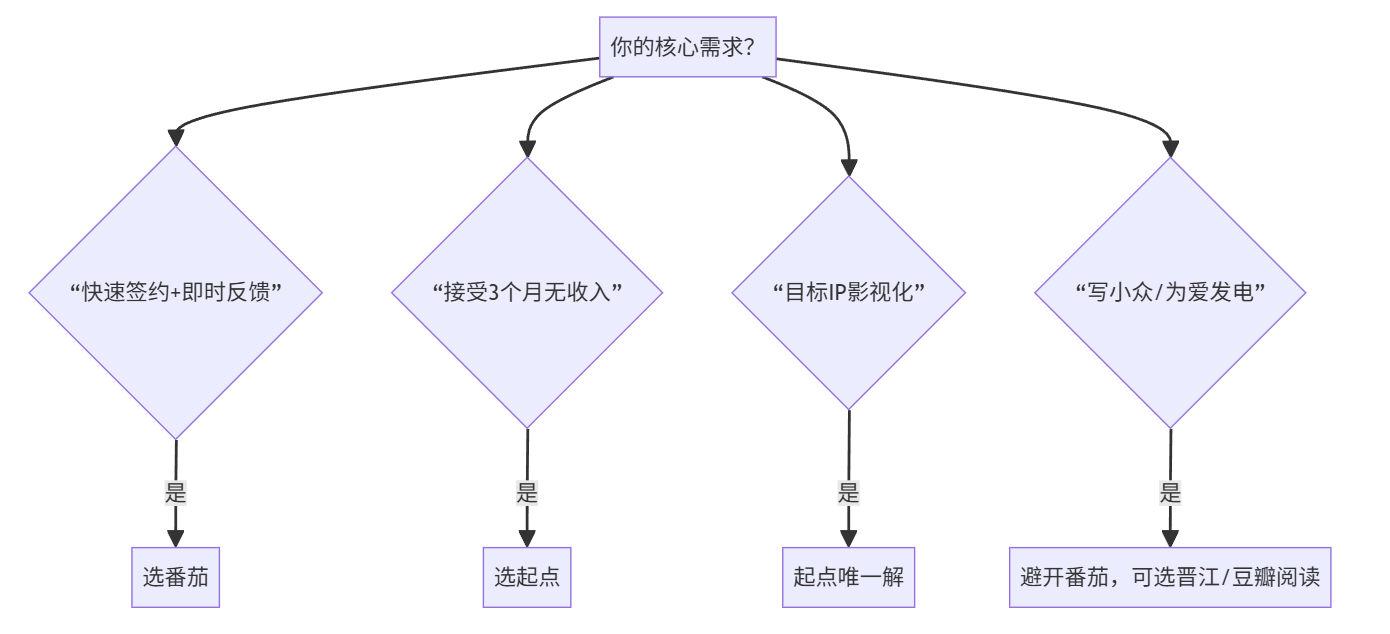 你的核心需求？
“快速签约+即时反馈”
“接受3个月无收入”
“目标IP影视化”
“写小众/为爱发电”
是
是
是
是
选番茄
选起点
起点唯一解
避开番茄，可选晋江/豆瓣阅读